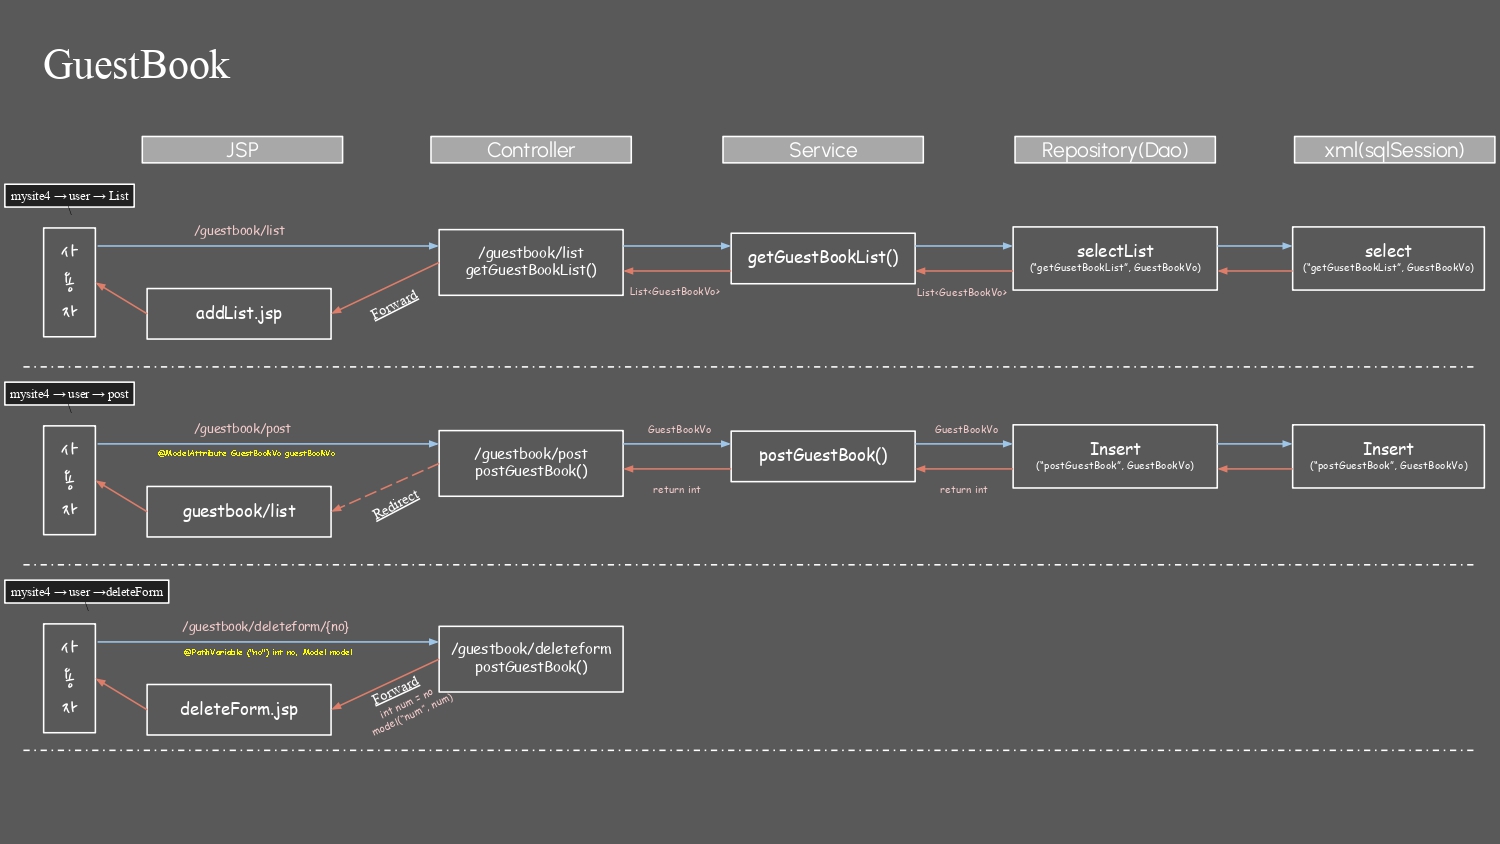 GuestBook
JSP
Controller
Service
Repository(Dao)
xml(sqlSession)
mysite4 → user → List
사
용
자
/guestbook/list
addList.jsp
Forward
/guestbook/list
getGuestBookList()
List<GuestBookVo>
getGuestBookList()
List<GuestBookVo>
selectList
("getGusetBookList", GuestBookVo)
select
("getGusetBookList", GuestBookVo)
mysite4 → user → post
사
용
자
/guestbook/post
@ModelAttribute GuestBookVo guestBookVo
guestbook/list
Redirect
/guestbook/post
postGuestBook()
GuestBookVo
return int
postGuestBook()
GuestBookVo
return int
Insert
("postGuestBook", GuestBookVo)
Insert
("postGuestBook", GuestBookVo)
mysite4 → user →deleteForm
사
용
자
/guestbook/deleteform/{no}
@PathVariable ("no") int no, Model model
deleteForm.jsp
Forward
int num = no
model("num", num)
/guestbook/deleteform
postGuestBook()